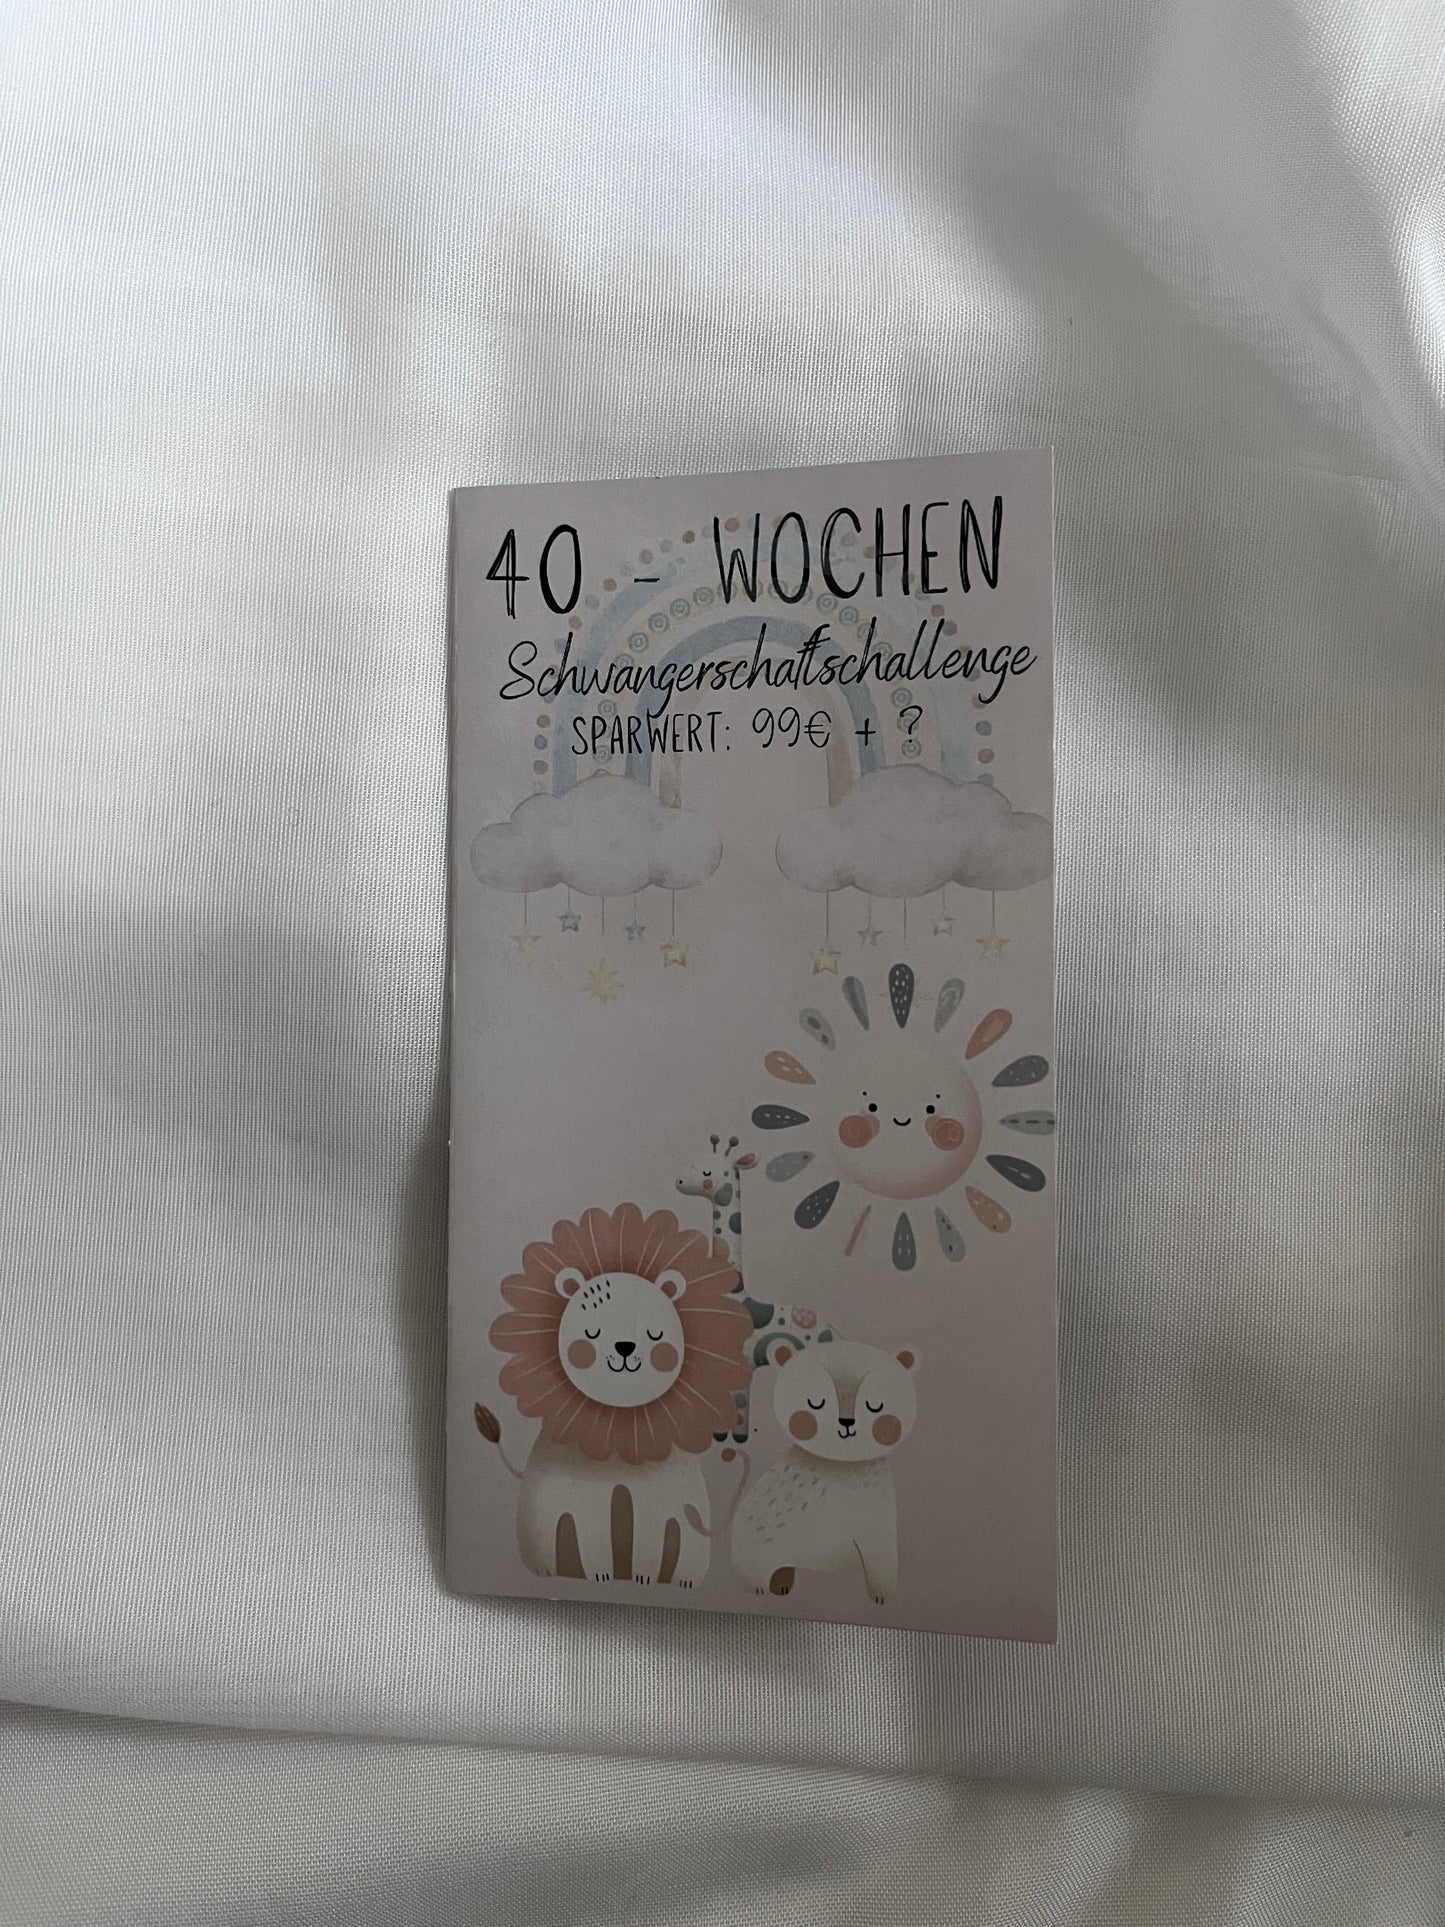 40 - WOCHEN
Schwangerschaftschallenge
SPARWERT: 99€ + ?